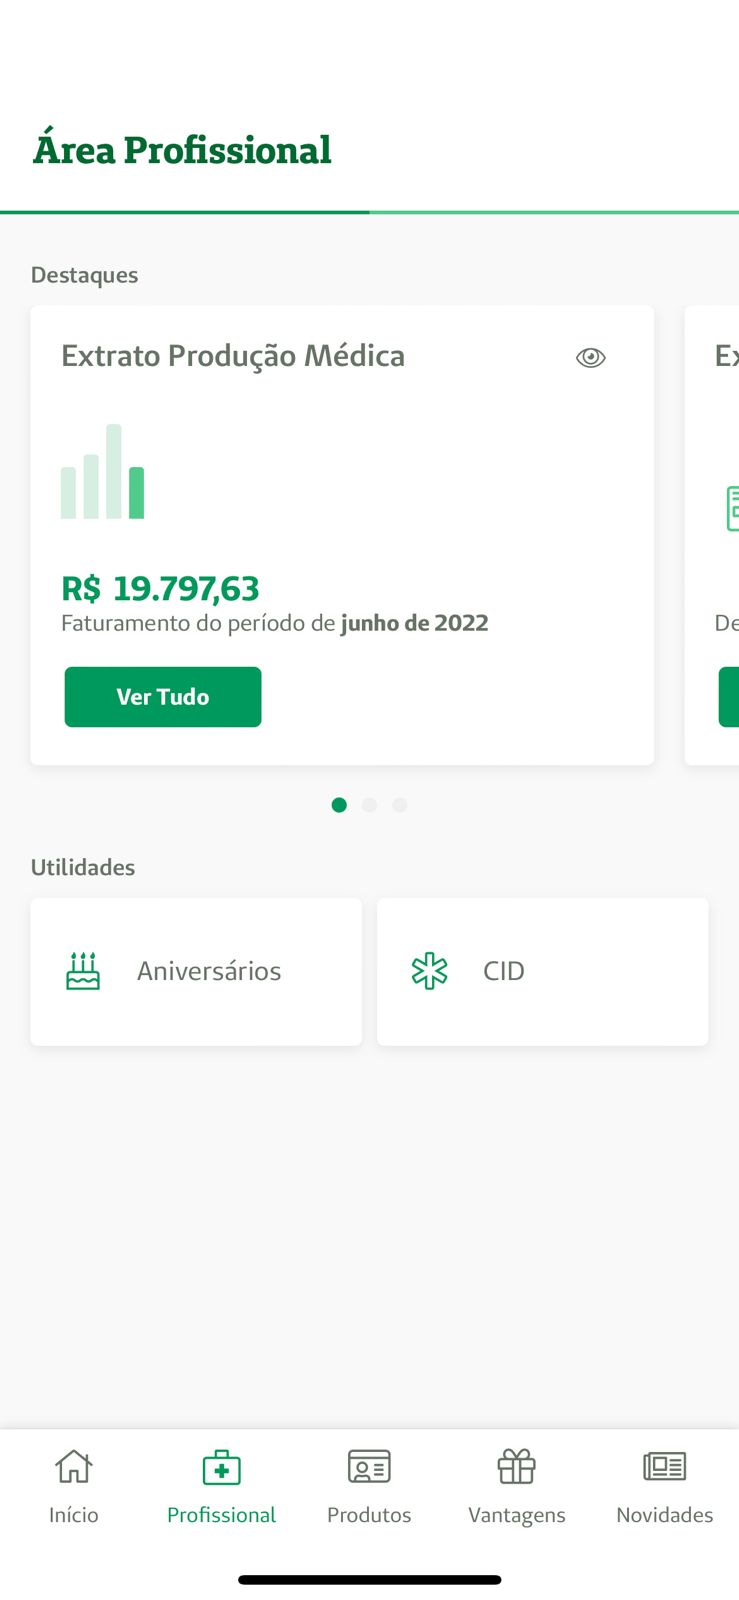 Área Profissional
Destaques
Extrato Produção Médica
Ex
R$ 19.797,63
Faturamento do período de junho de 2022
De
Ver Tudo
Utilidades
Aniversários
CID
Início
Profissional
Produtos
Vantagens
Novidades